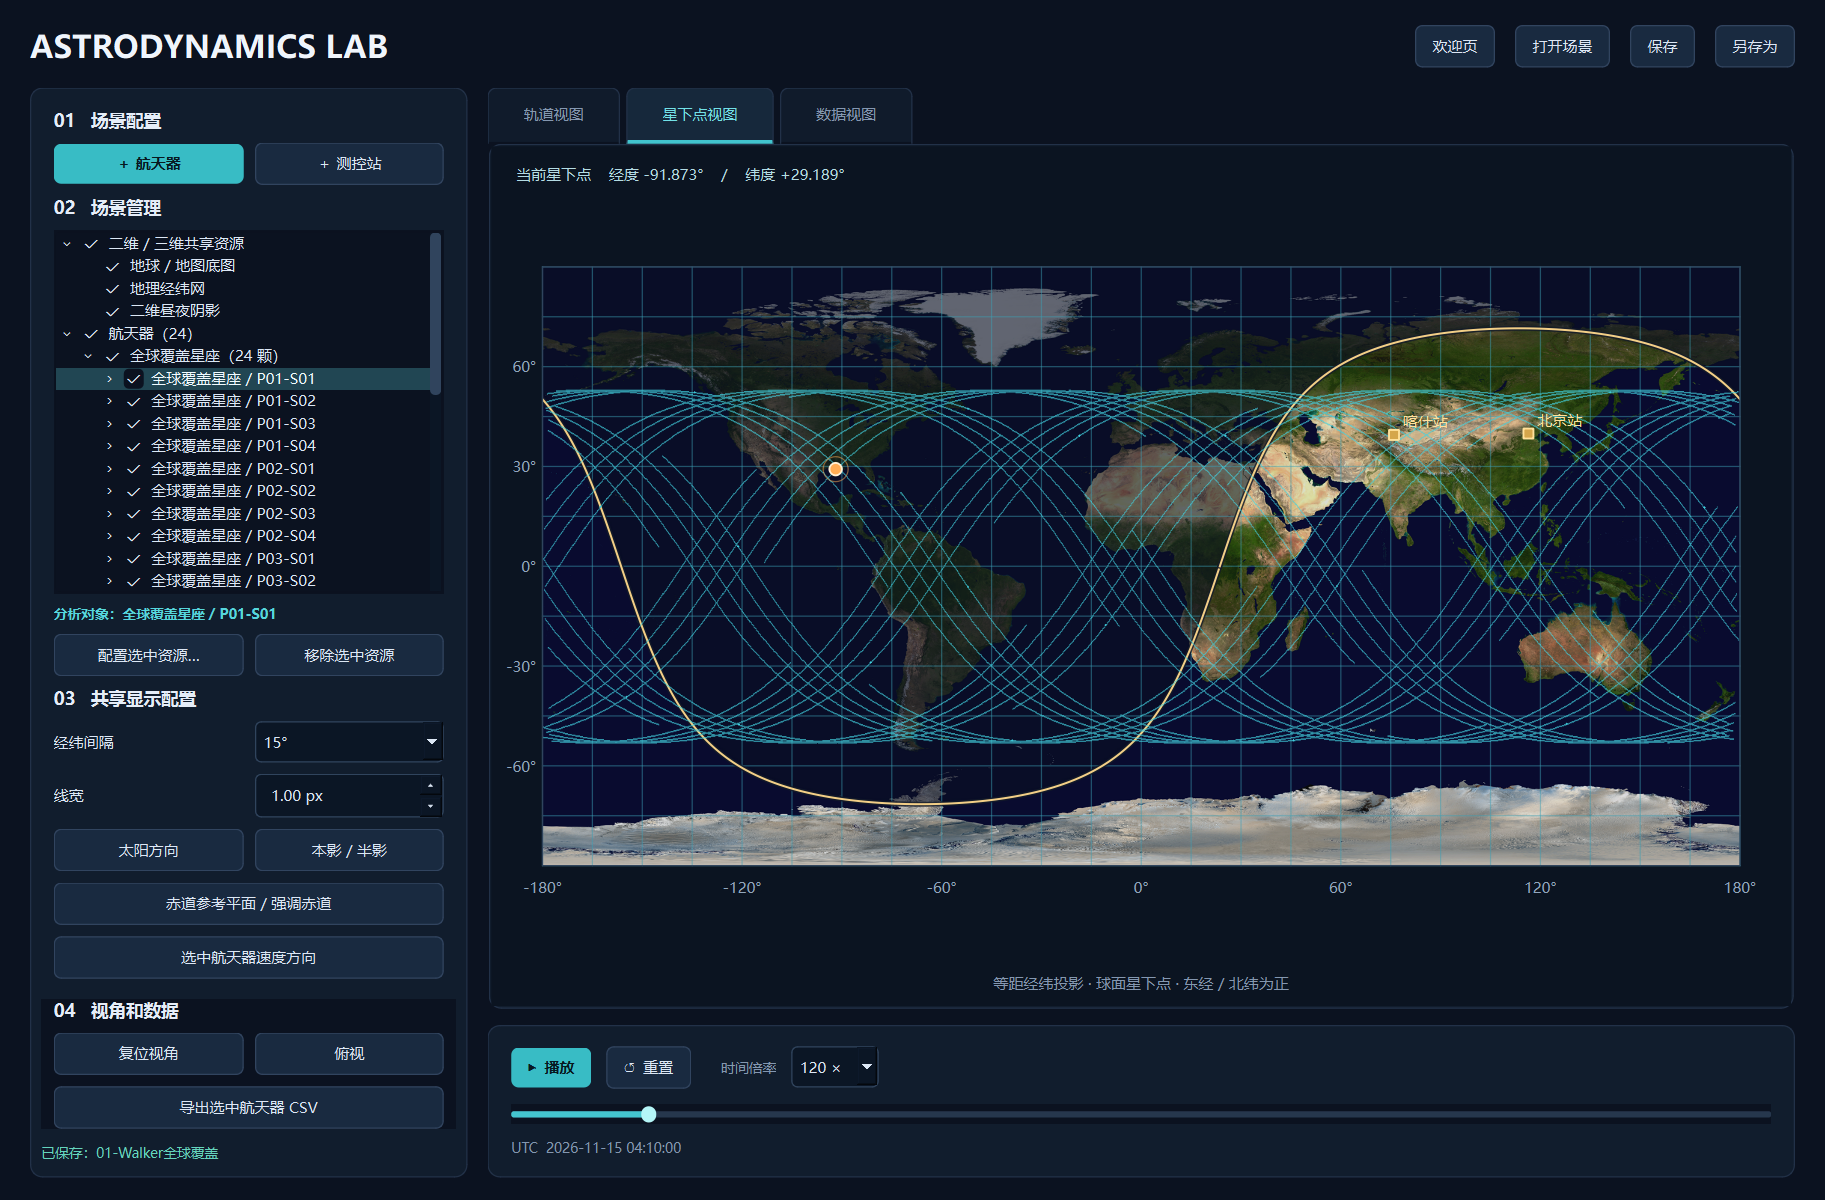 ASTRODYNAMICS LAB
欢迎页
打开场景
保存
另存为
01 场景配置
+ 航天器
+ 测控站
02 场景管理
二维 / 三维共享资源
地球 / 地图底图
地理经纬网
二维昼夜阴影
航天器（24）
全球覆盖星座（24 颗）
全球覆盖星座 / P01-S01
全球覆盖星座 / P01-S02
全球覆盖星座 / P01-S03
全球覆盖星座 / P01-S04
全球覆盖星座 / P02-S01
全球覆盖星座 / P02-S02
全球覆盖星座 / P02-S03
全球覆盖星座 / P02-S04
全球覆盖星座 / P03-S01
全球覆盖星座 / P03-S02
分析对象：全球覆盖星座 / P01-S01
配置选中资源...
移除选中资源
03 共享显示配置
经纬间隔
15°
线宽
1.00 px
太阳方向
本影 / 半影
赤道参考平面 / 强调赤道
选中航天器速度方向
04 视角和数据
复位视角
俯视
导出选中航天器 CSV
已保存：01-Walker全球覆盖
轨道视图
星下点视图
数据视图
当前星下点 经度 -91.873° / 纬度 +29.189°
60°
30°
0°
-30°
-60°
喀什站
北京站
-180°
-120°
-60°
0°
60°
120°
180°
等距经纬投影 · 球面星下点 · 东经 / 北纬为正
播放
重置
时间倍率
120 ×
UTC 2026-11-15 04:10:00